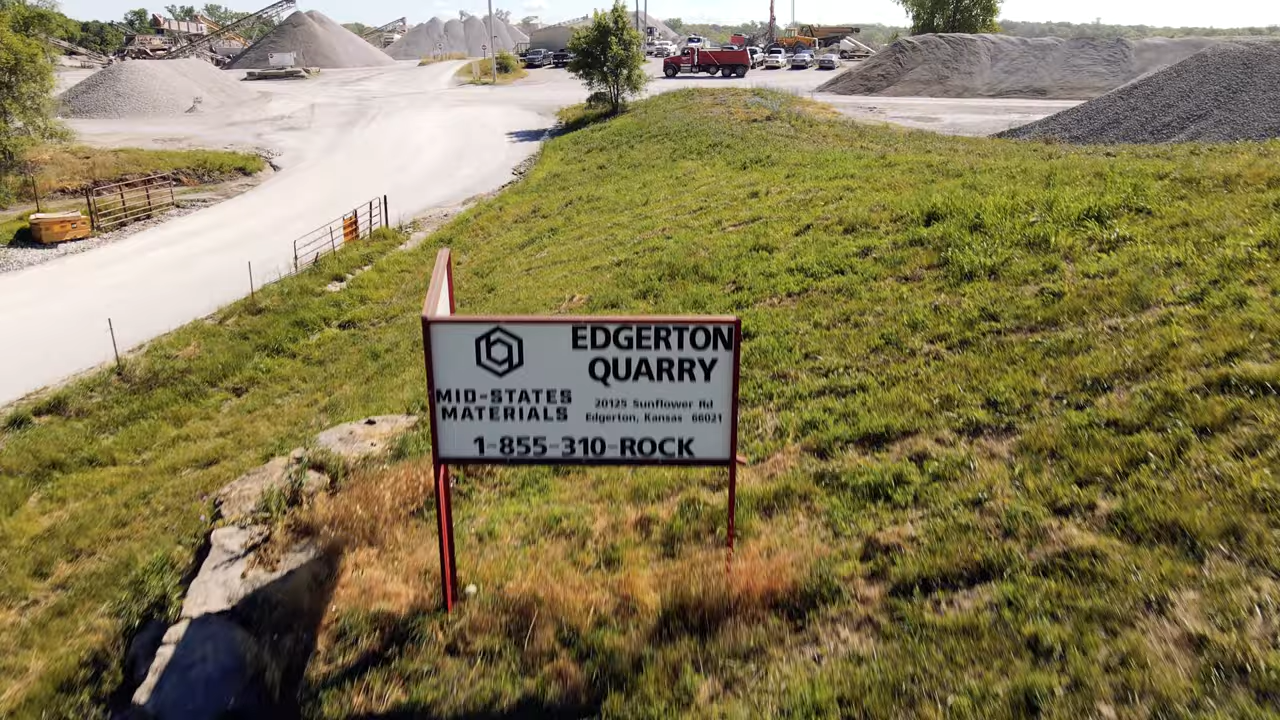 EDGERTON
QUARRY
MID-STATES
MATERIALS
20125 Sunflower Rd
Edgerton, Kansas 66021
1-855-310-ROCK